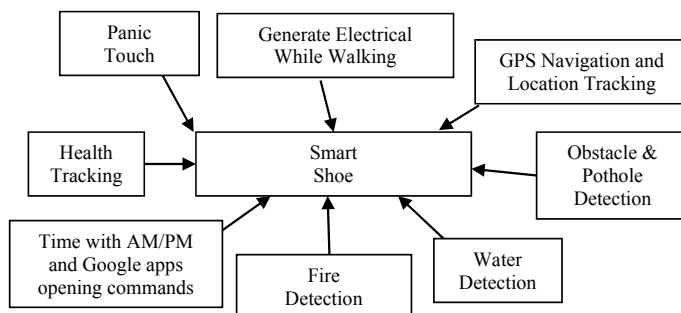 Panic
Touch
Generate Electrical
While Walking
GPS Navigation and
Location Tracking
Health
Tracking
Smart
Shoe
Obstacle &
Pothole
Detection
Time with AM/PM
and Google apps
opening commands
Fire
Detection
Water
Detection